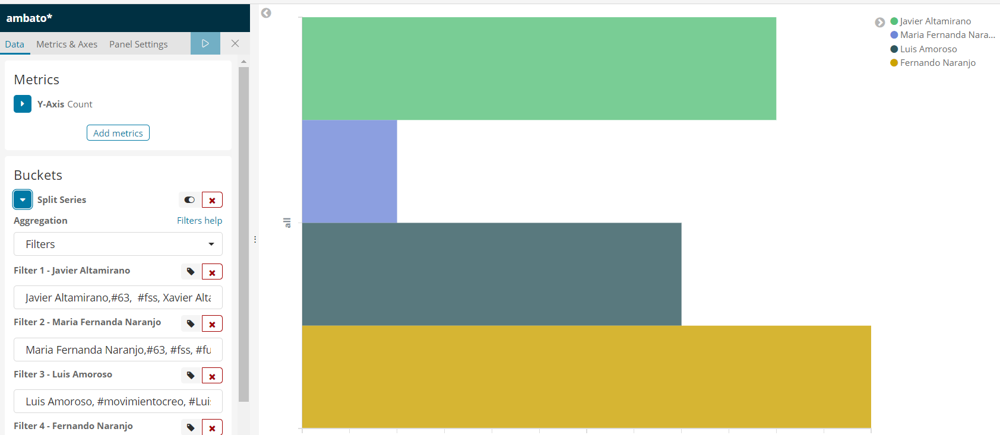 ambato*
Data Metrics & Axes Panel Settings
Metrics
Y-Axis Count
Add metrics
Buckets
Split Series
Aggregation Filters help
Filters
Filter 1 - Javier Altamirano
Javier Altamirano,#63, #fss, Xavier Alta
Filter 2 - Maria Fernanda Naranjo
Maria Fernanda Naranjo,#63, #fss, #fu
Filter 3 - Luis Amoroso
Luis Amoroso, #movimientocreo, #Lui
Filter 4 - Fernando Naranjo
all
Javier Altamirano
Maria Fernanda Nara...
Luis Amoroso
Fernando Naranjo